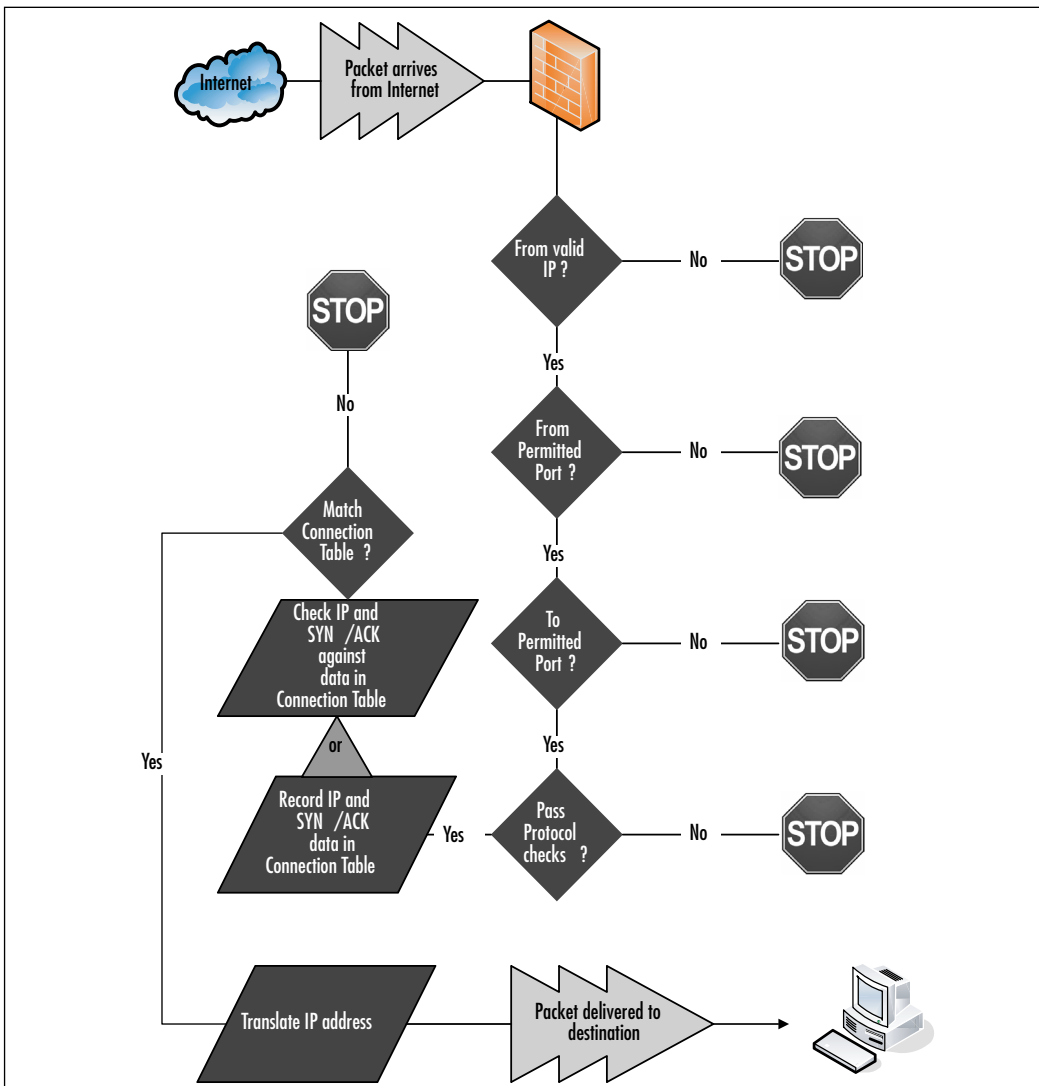 Internet
Packet arrives
from Internet
From valid
IP ?
No
STOP
Yes
From
Permitted
Port ?
No
STOP
Yes
To
Permitted
Port ?
No
STOP
Yes
Pass
Protocol
checks ?
No
STOP
Yes
Record IP and
SYN /ACK
data in
Connection Table
or
Check IP and
SYN /ACK
against
data in
Connection Table
Match
Connection
Table ?
No
STOP
Yes
Translate IP address
Packet delivered to
destination